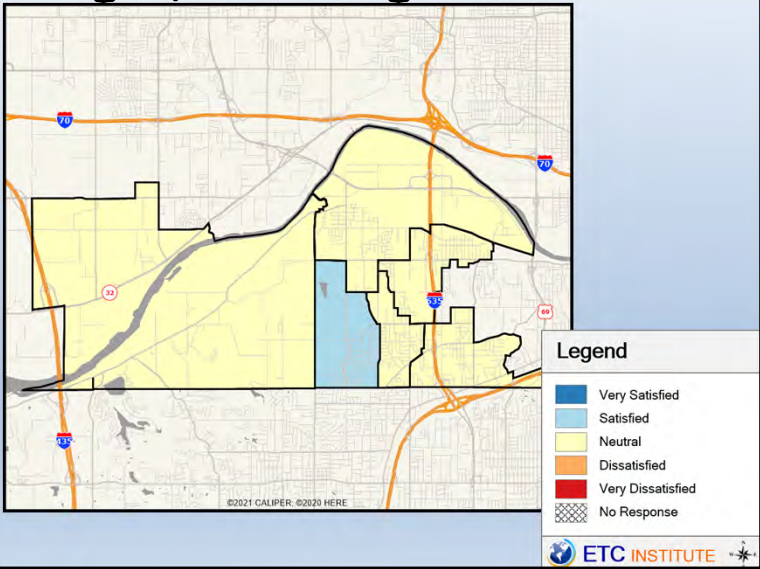 70
70
32
635
69
435
Legend
Very Satisfied
Satisfied
Neutral
Dissatisfied
Very Dissatisfied
No Response
©2021 CALIPER; ©2020 HERE
ETC INSTITUTE